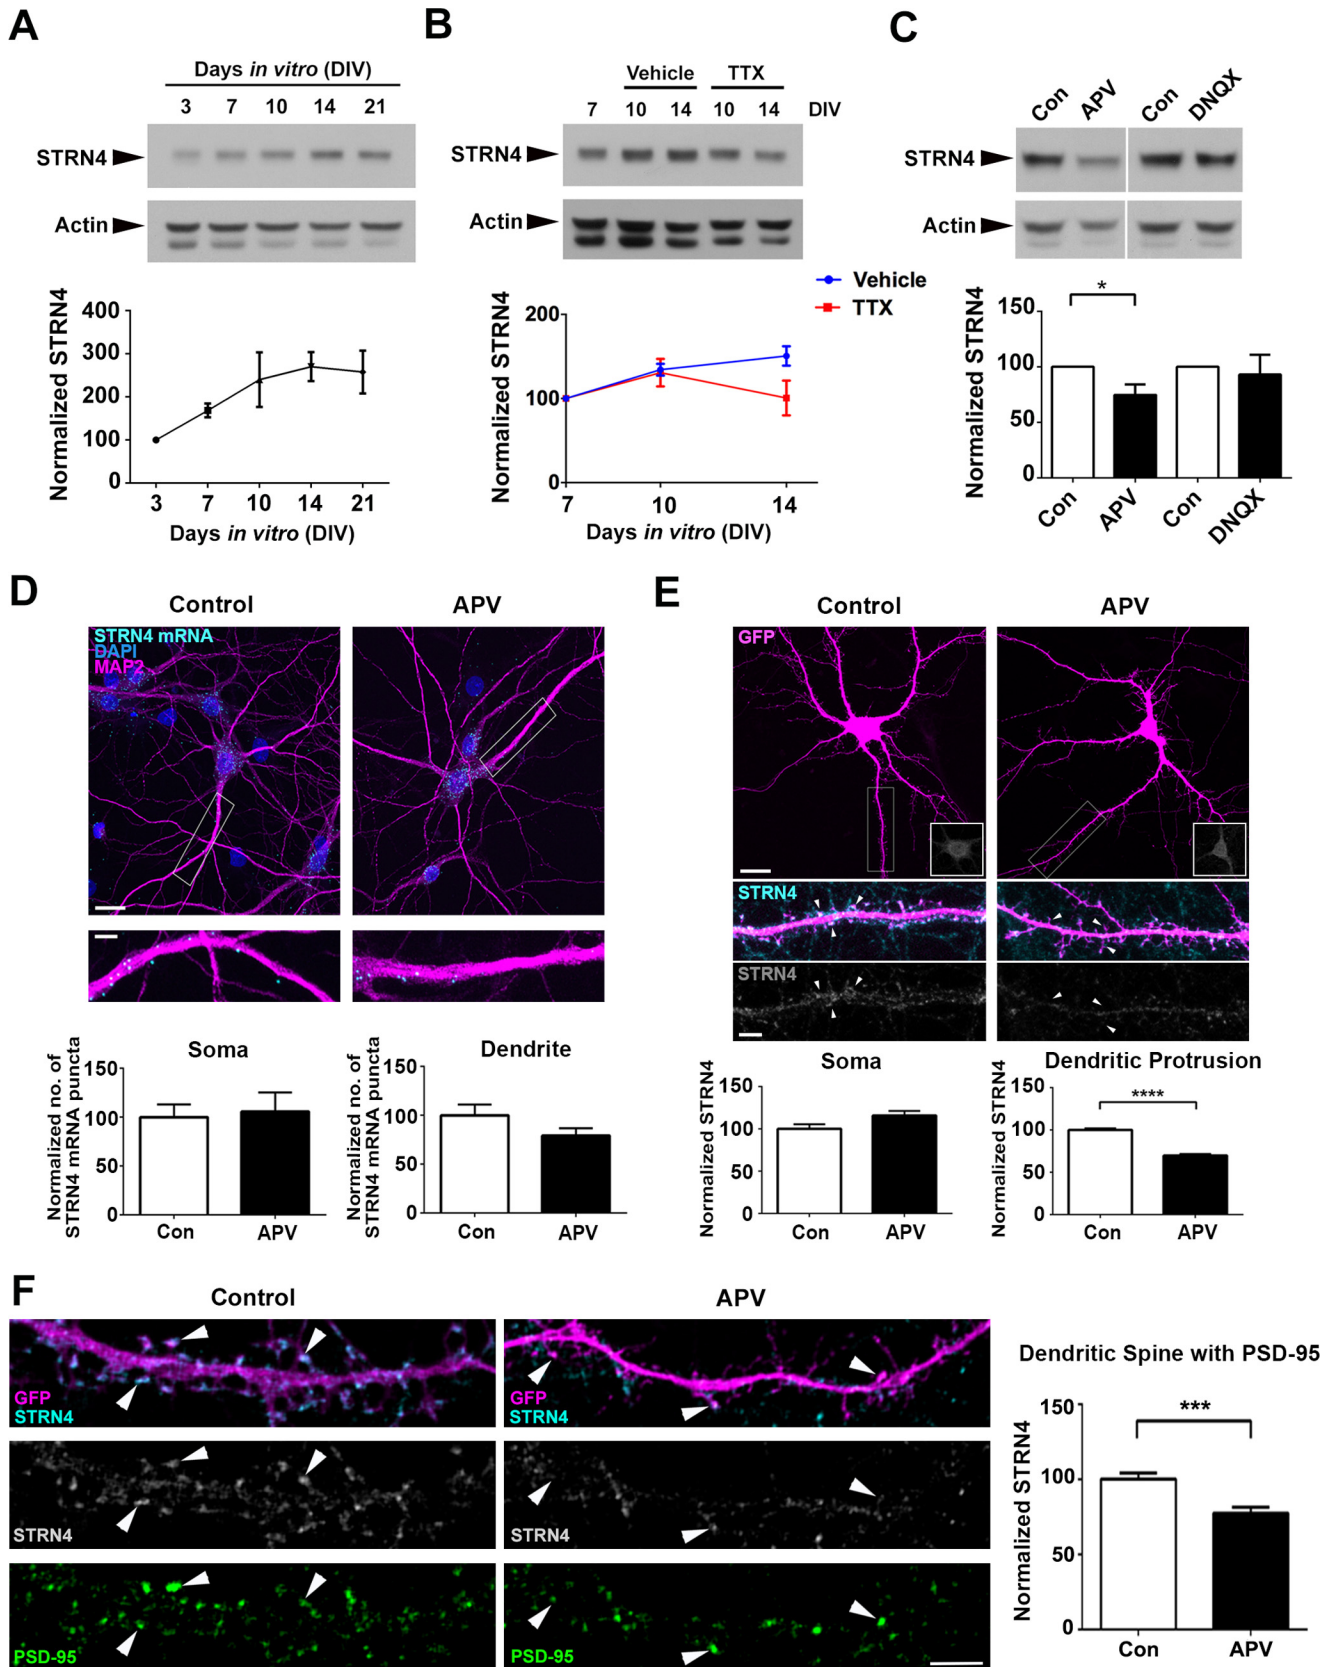 A
Days in vitro (DIV)
3 7 10 14 21
STRN4
Actin
Normalized STRN4
400
300
200
100
0
3 7 10 14 21
Days in vitro (DIV)
B
Vehicle TTX
7 10 14 10 14 DIV
STRN4
Actin
Vehicle
TTX
Normalized STRN4
200
100
0
7 10 14
Days in vitro (DIV)
C
Con APV Con DNQX
STRN4
Actin
Normalized STRN4
150
100
50
0
*
Con APV Con DNQX
D
Control APV
STRN4 mRNA
DAPI
MAP2
Soma
Normalized no. of
STRN4 mRNA puncta
150
100
50
0
Con APV
Dendrite
Normalized no. of
STRN4 mRNA puncta
150
100
50
0
Con APV
E
Control APV
GFP
STRN4
STRN4
Soma
Normalized STRN4
150
100
50
0
Con APV
Dendritic Protrusion
Normalized STRN4
150
100
50
0
****
Con APV
F
Control APV
GFP
STRN4
GFP
STRN4
STRN4
STRN4
PSD-95
PSD-95
Dendritic Spine with PSD-95
Normalized STRN4
150
100
50
0
***
Con APV